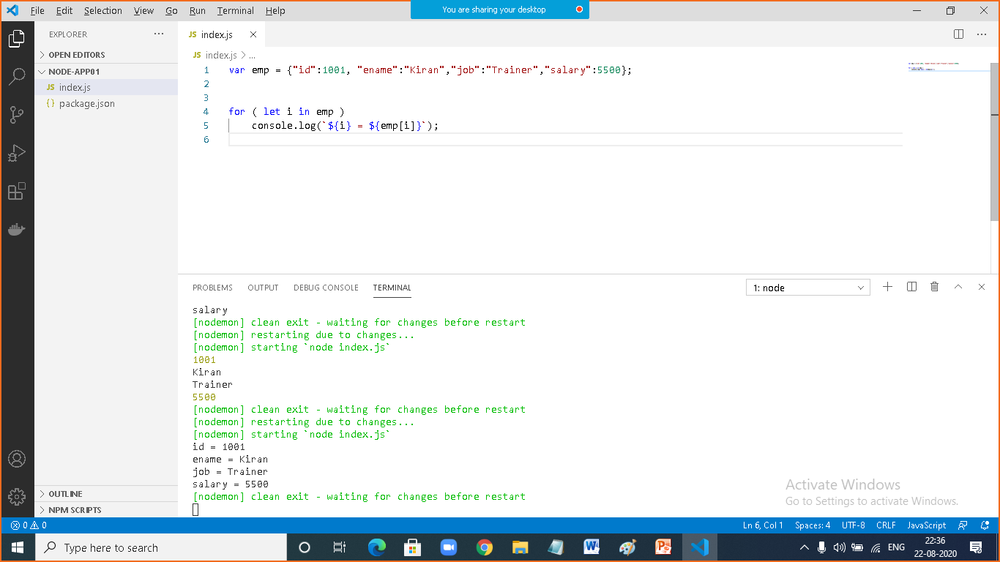 File Edit Selection View Go Run Terminal Help
You are sharing your desktop
EXPLORER
OPEN EDITORS
NODE-APP01
JS index.js
{} package.json
OUTLINE
NPM SCRIPTS
JS index.js
JS index.js > ...
1 var emp = {"id":1001, "ename":"Kiran","job":"Trainer","salary":5500};
2
3
4 for ( let i in emp )
5 console.log(`${i} = ${emp[i]}`);
6
PROBLEMS OUTPUT DEBUG CONSOLE TERMINAL
1: node
salary
[nodemon] clean exit - waiting for changes before restart
[nodemon] restarting due to changes...
[nodemon] starting `node index.js`
1001
Kiran
Trainer
5500
[nodemon] clean exit - waiting for changes before restart
[nodemon] restarting due to changes...
[nodemon] starting `node index.js`
id = 1001
ename = Kiran
job = Trainer
salary = 5500
[nodemon] clean exit - waiting for changes before restart
Activate Windows
Go to Settings to activate Windows.
0 0
Ln 6, Col 1 Spaces: 4 UTF-8 CRLF JavaScript
Type here to search
ENG
22:36
22-08-2020